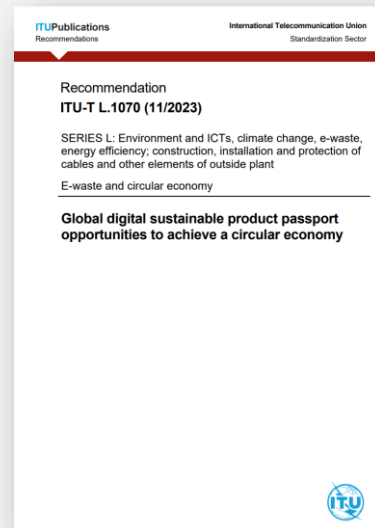 ITUPublications
Recommendations
International Telecommunication Union
Standardization Sector
Recommendation
ITU-T L.1070 (11/2023)
SERIES L: Environment and ICTs, climate change, e-waste,
energy efficiency; construction, installation and protection of
cables and other elements of outside plant
E-waste and circular economy
Global digital sustainable product passport
opportunities to achieve a circular economy
ITU